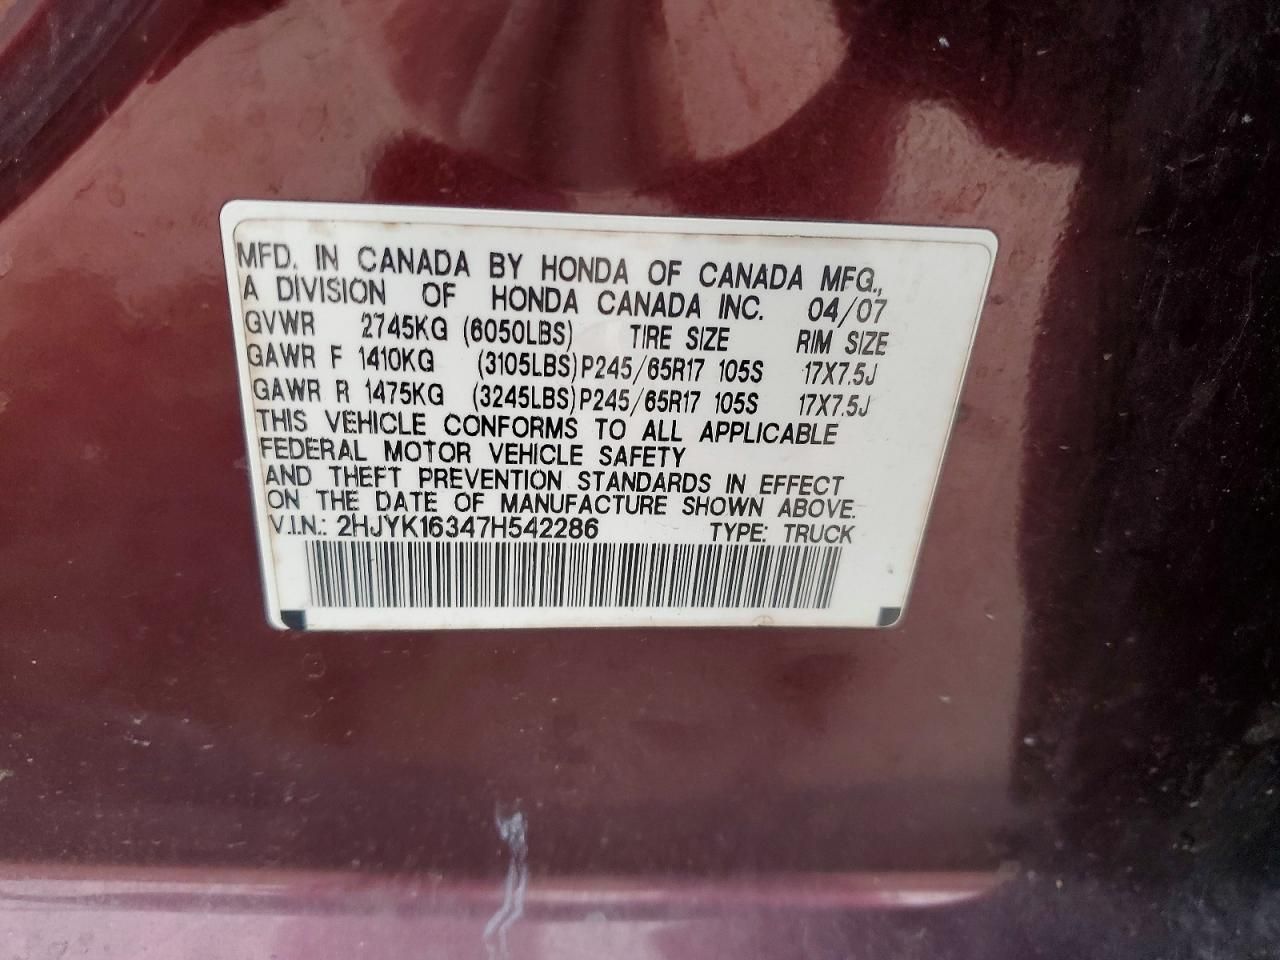 MFD. IN CANADA BY HONDA OF CANADA MFG.,
A DIVISION OF HONDA CANADA INC. 04/07
GVWR 2745KG (6050LBS) TIRE SIZE RIM SIZE
GAWR F 1410KG (3105LBS) P245/65R17 105S 17X7.5J
GAWR R 1475KG (3245LBS) P245/65R17 105S 17X7.5J
THIS VEHICLE CONFORMS TO ALL APPLICABLE
FEDERAL MOTOR VEHICLE SAFETY
AND THEFT PREVENTION STANDARDS IN EFFECT
ON THE DATE OF MANUFACTURE SHOWN ABOVE.
V.I.N.: 2HJYK16347H542286 TYPE: TRUCK